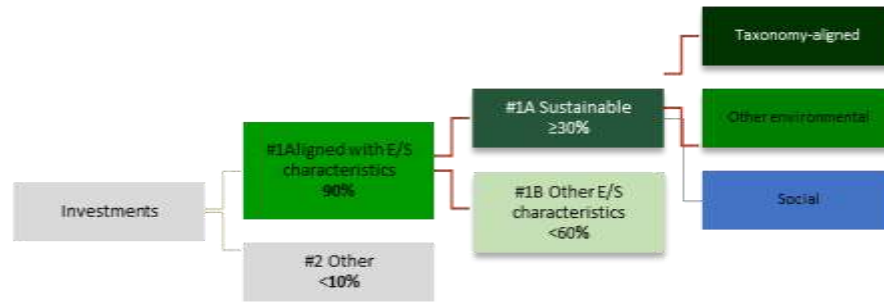 Taxonomy-aligned
#1A Sustainable
≥30%
Other environmental
#1Aligned with E/S
characteristics
90%
#1B Other E/S
characteristics
<60%
Social
Investments
#2 Other
<10%